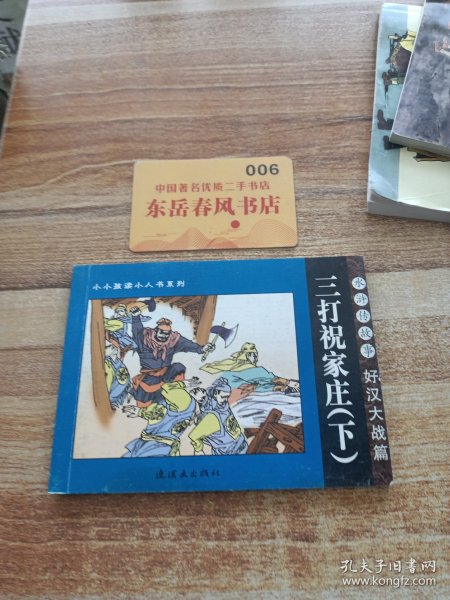 006
中国著名优质二手书店
东岳春风书店
小小孩读小人书系列
三打祝家庄(下)
水浒传故事
好汉大战篇
远方出版社
孔夫子旧书网
www.kongfz.com